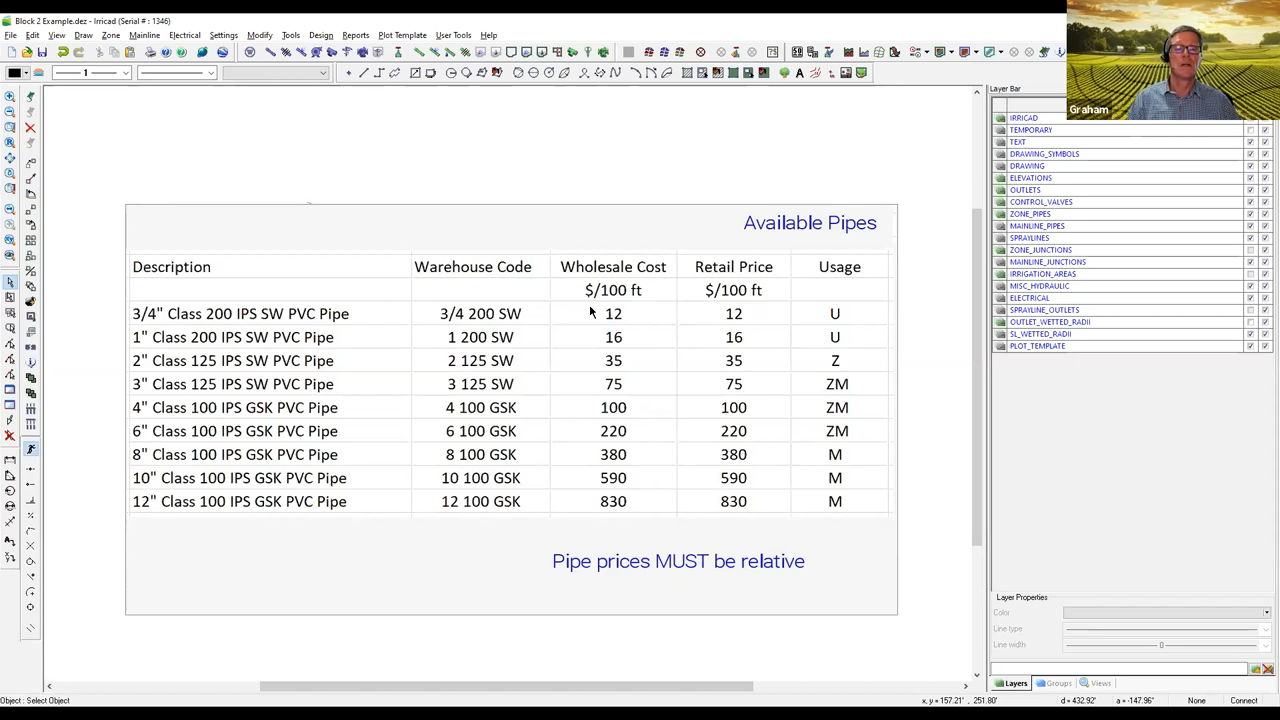 Block 2 Example.dez - Irricad (Serial # : 1346)
File Edit View Draw Zone Mainline Electrical Settings Modify Tools Design Reports Plot Template User Tools Help
1
Graham
Layer Bar
IRRICAD
TEMPORARY
TEXT
DRAWING_SYMBOLS
DRAWING
ELEVATIONS
OUTLETS
CONTROL_VALVES
ZONE_PIPES
MAINLINE_PIPES
SPRAYLINES
ZONE_JUNCTIONS
MAINLINE_JUNCTIONS
IRRIGATION_AREAS
MISC_HYDRAULIC
ELECTRICAL
SPRAYLINE_OUTLETS
OUTLET_WETTED_RADII
SL_WETTED_RADII
PLOT_TEMPLATE
Available Pipes
Description Warehouse Code Wholesale Cost Retail Price Usage
$/100 ft $/100 ft
3/4" Class 200 IPS SW PVC Pipe 3/4 200 SW 12 12 U
1" Class 200 IPS SW PVC Pipe 1 200 SW 16 16 U
2" Class 125 IPS SW PVC Pipe 2 125 SW 35 35 Z
3" Class 125 IPS SW PVC Pipe 3 125 SW 75 75 ZM
4" Class 100 IPS GSK PVC Pipe 4 100 GSK 100 100 ZM
6" Class 100 IPS GSK PVC Pipe 6 100 GSK 220 220 ZM
8" Class 100 IPS GSK PVC Pipe 8 100 GSK 380 380 M
10" Class 100 IPS GSK PVC Pipe 10 100 GSK 590 590 M
12" Class 100 IPS GSK PVC Pipe 12 100 GSK 830 830 M
Pipe prices MUST be relative
Layer Properties
Color
Line type
Line width 0
Layers Groups Views
Object : Select Object
x, y = 157.21', 251.80' d = 432.92' a = -147.96° None Connect